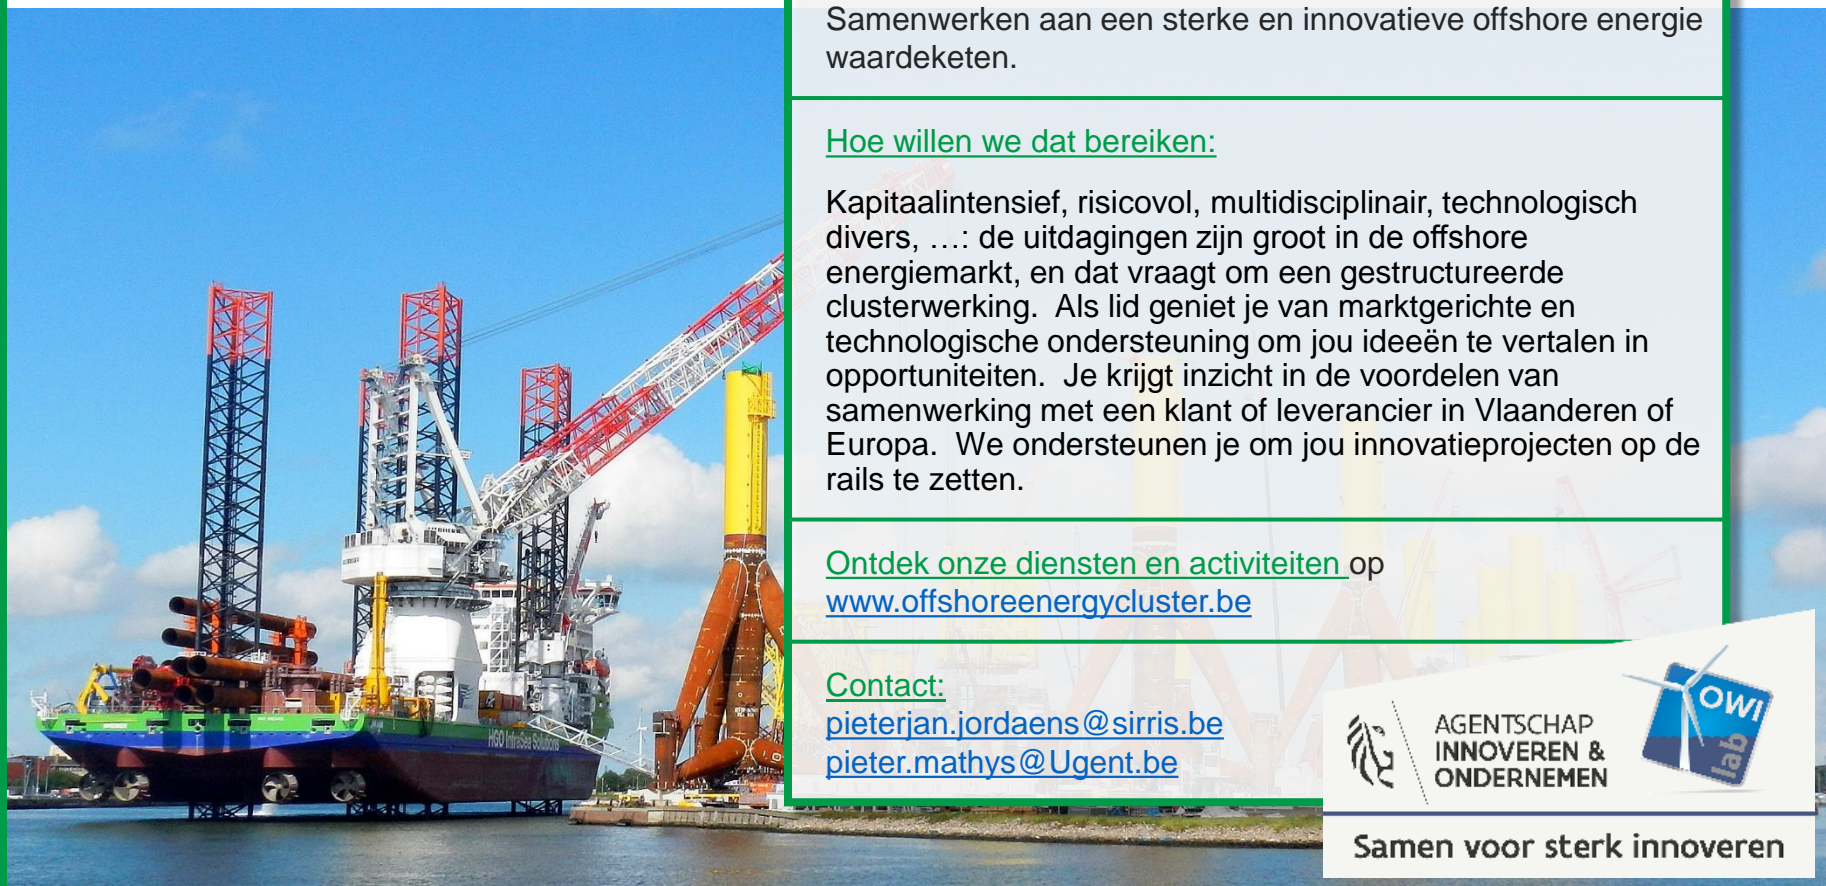 Samenwerken aan een sterke en innovatieve offshore energie
waardeketen.
Hoe willen we dat bereiken:
Kapitaalintensief, risicovol, multidisciplinair, technologisch
divers, …: de uitdagingen zijn groot in de offshore
energiemarkt, en dat vraagt om een gestructureerde
clusterwerking.  Als lid geniet je van marktgerichte en
technologische ondersteuning om jou ideeën te vertalen in
opportuniteiten.  Je krijgt inzicht in de voordelen van
samenwerking met een klant of leverancier in Vlaanderen of
Europa.  We ondersteunen je om jou innovatieprojecten op de
rails te zetten.
Ontdek onze diensten en activiteiten op
www.offshoreenergycluster.be
Contact:
pieterjan.jordaens@sirris.be
pieter.mathys@Ugent.be
HGO InfraSea Solutions
AGENTSCHAP
INNOVEREN &
ONDERNEMEN
OWI
lab
Samen voor sterk innoveren